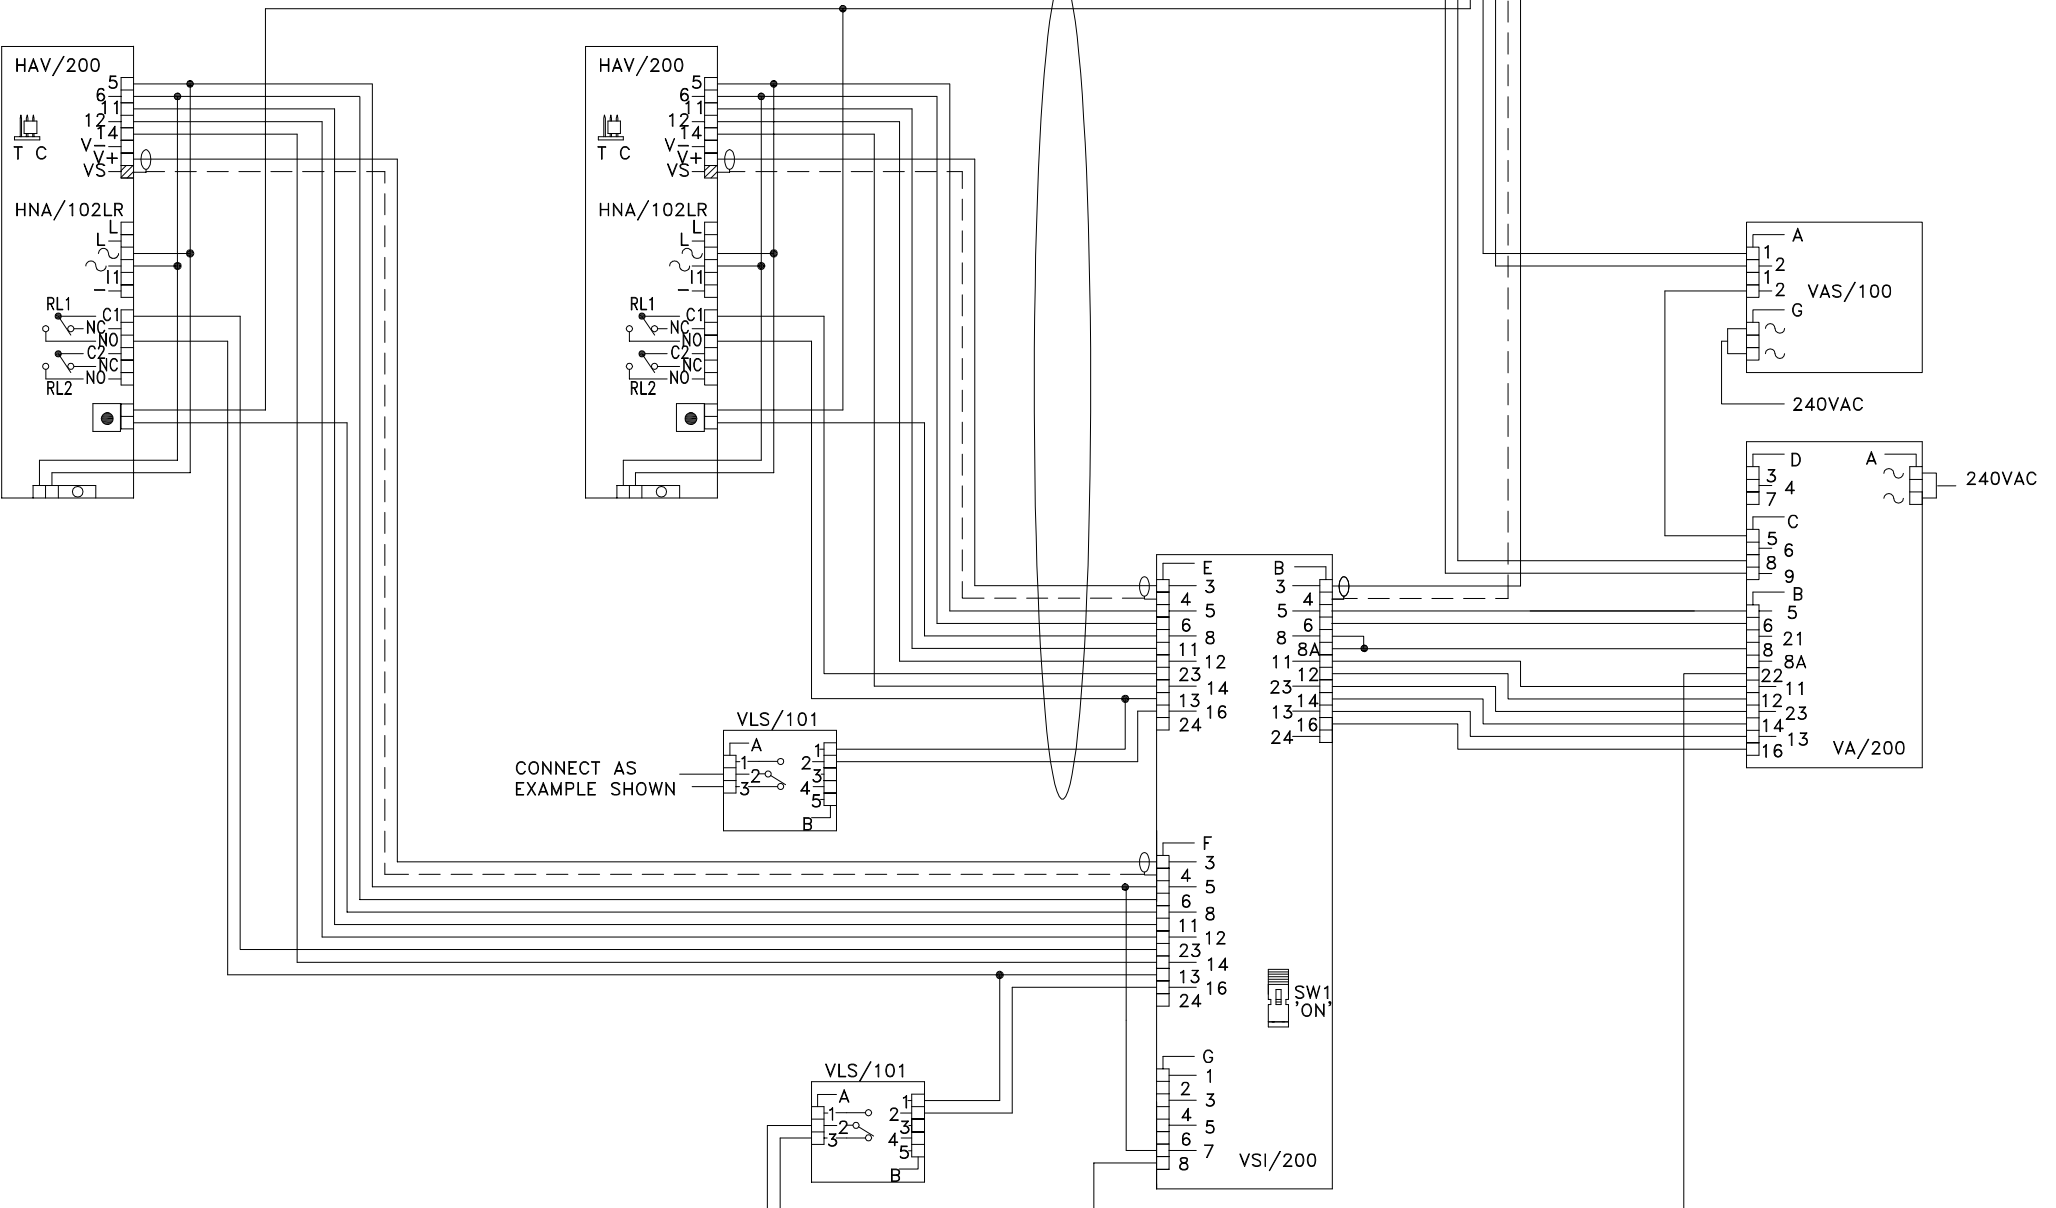 HAV/200
5
6
11
12
14
V-
V+
VS
T C
HNA/102LR
L
L
11
-
RL1
C1
NC
NO
C2
NC
NO
RL2
HAV/200
5
6
11
12
14
V-
V+
VS
T C
HNA/102LR
L
L
11
-
RL1
C1
NC
NO
C2
NC
NO
RL2
A
1
2
1
2
VAS/100
G
240VAC
D
3
4
7
A
240VAC
C
5
6
8
9
B
5
6
21
8
8A
22
11
12
23
14
13
16
VA/200
E
3
4
5
6
8
11
12
23
14
13
16
24
B
3
4
5
6
8
8A
11
12
23
14
13
16
24
VLS/101
A
1
2
3
1
2
3
4
5
B
CONNECT AS
EXAMPLE SHOWN
F
3
4
5
6
8
11
12
23
14
13
16
24
SW1
'ON'
G
1
2
3
4
5
6
7
8
VSI/200
VLS/101
A
1
2
3
1
2
3
4
5
B